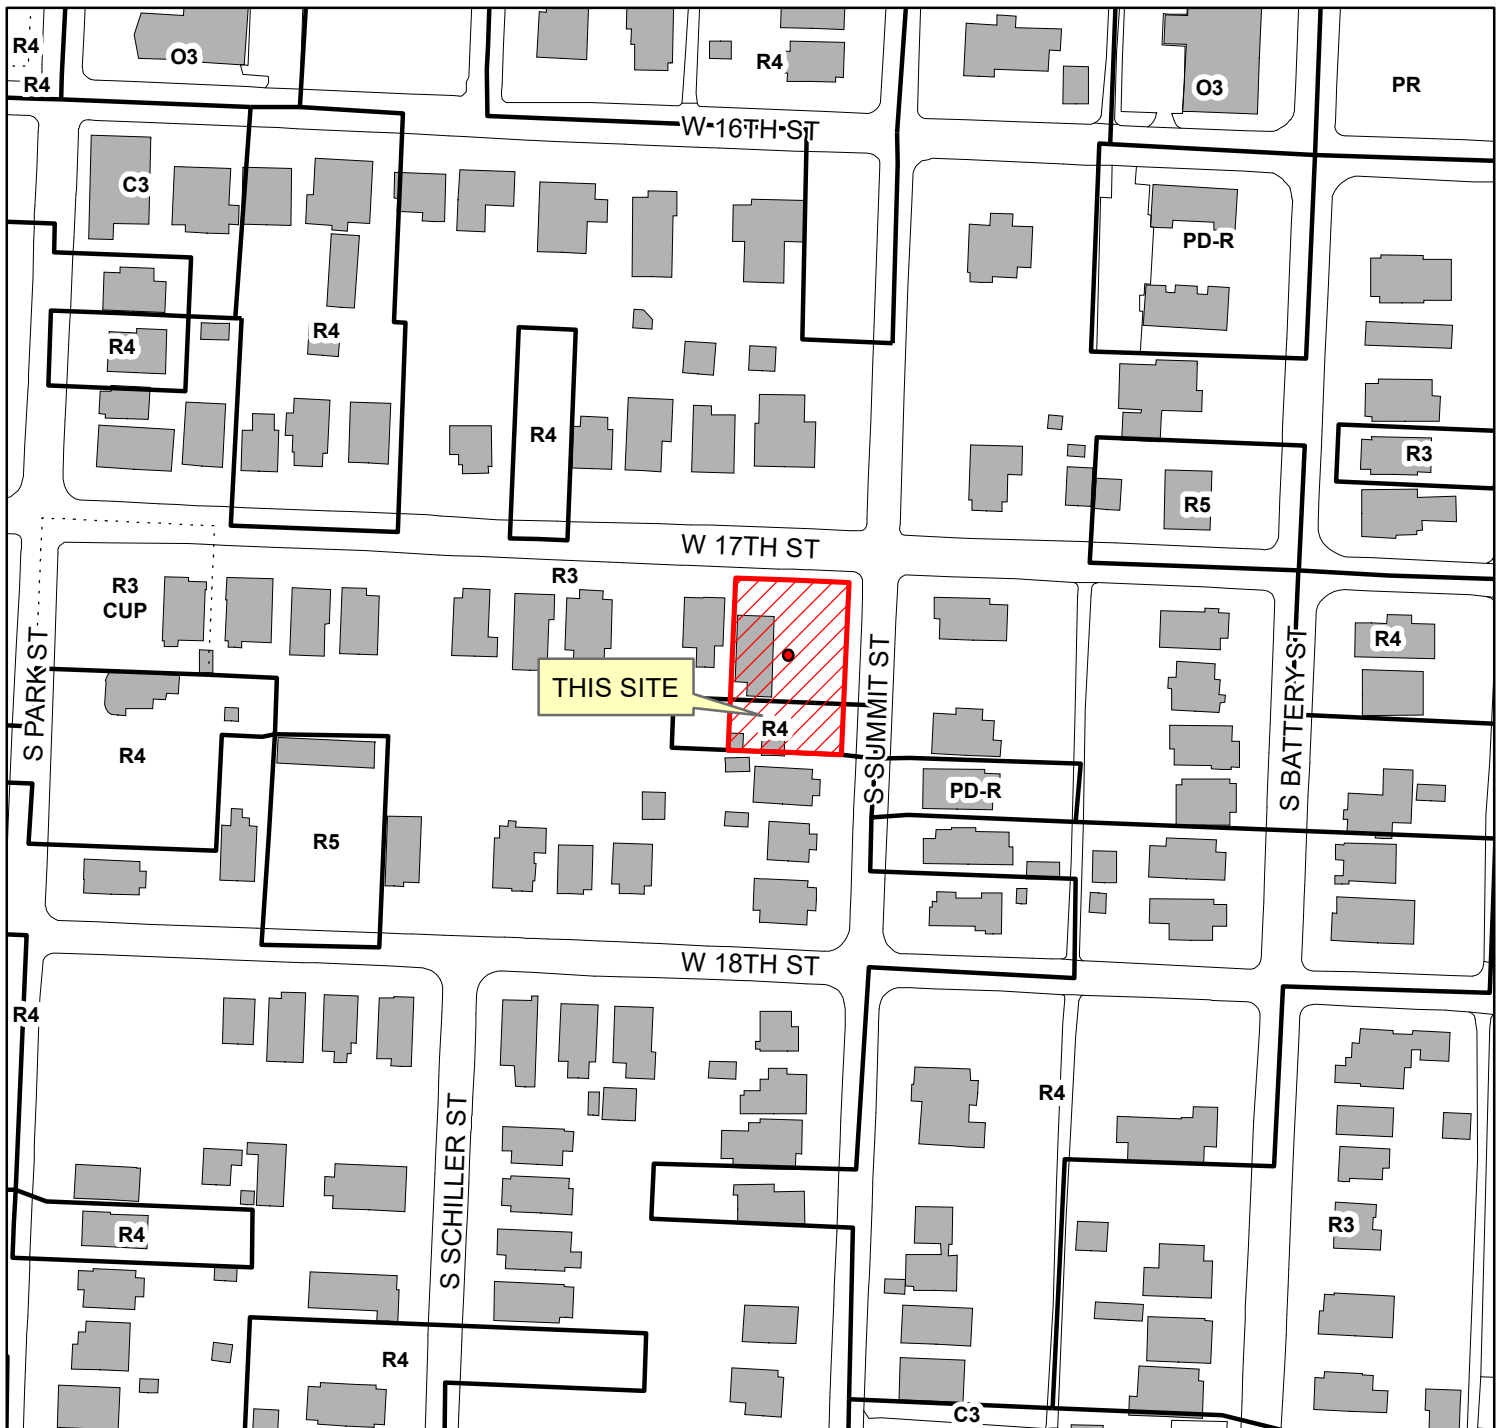 R4
O3
R4
R4
O3
PR
W 16TH ST
C3
PD-R
R4
R4
R4
R3
R5
W 17TH ST
R3
R3
CUP
S PARK ST
THIS SITE
S SUMMIT ST
S BATTERY ST
R4
R4
R4
PD-R
R5
W 18TH ST
R4
S SCHILLER ST
R4
R4
R3
R4
C3